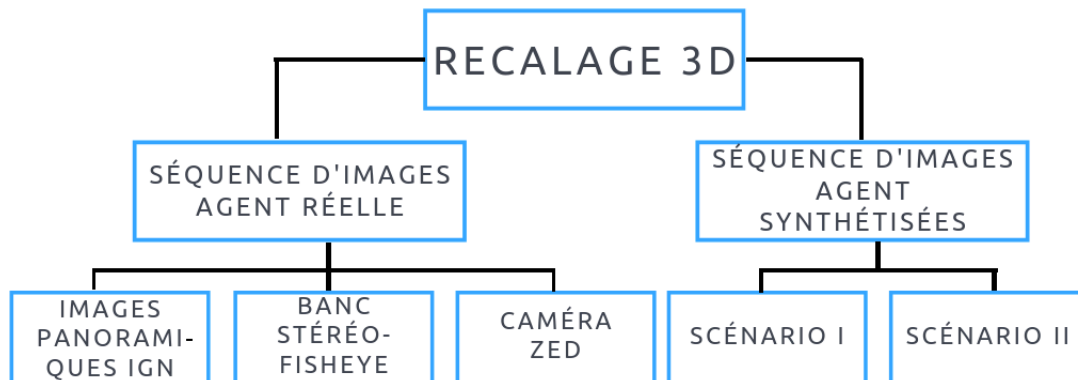 RECALAGE 3D
SÉQUENCE D'IMAGES
AGENT RÉELLE
SÉQUENCE D'IMAGES
AGENT
SYNTHÉTISÉES
IMAGES
PANORAMI-
QUES IGN
BANC
STÉRÉO-
FISHEYE
CAMÉRA
ZED
SCÉNARIO I
SCÉNARIO II